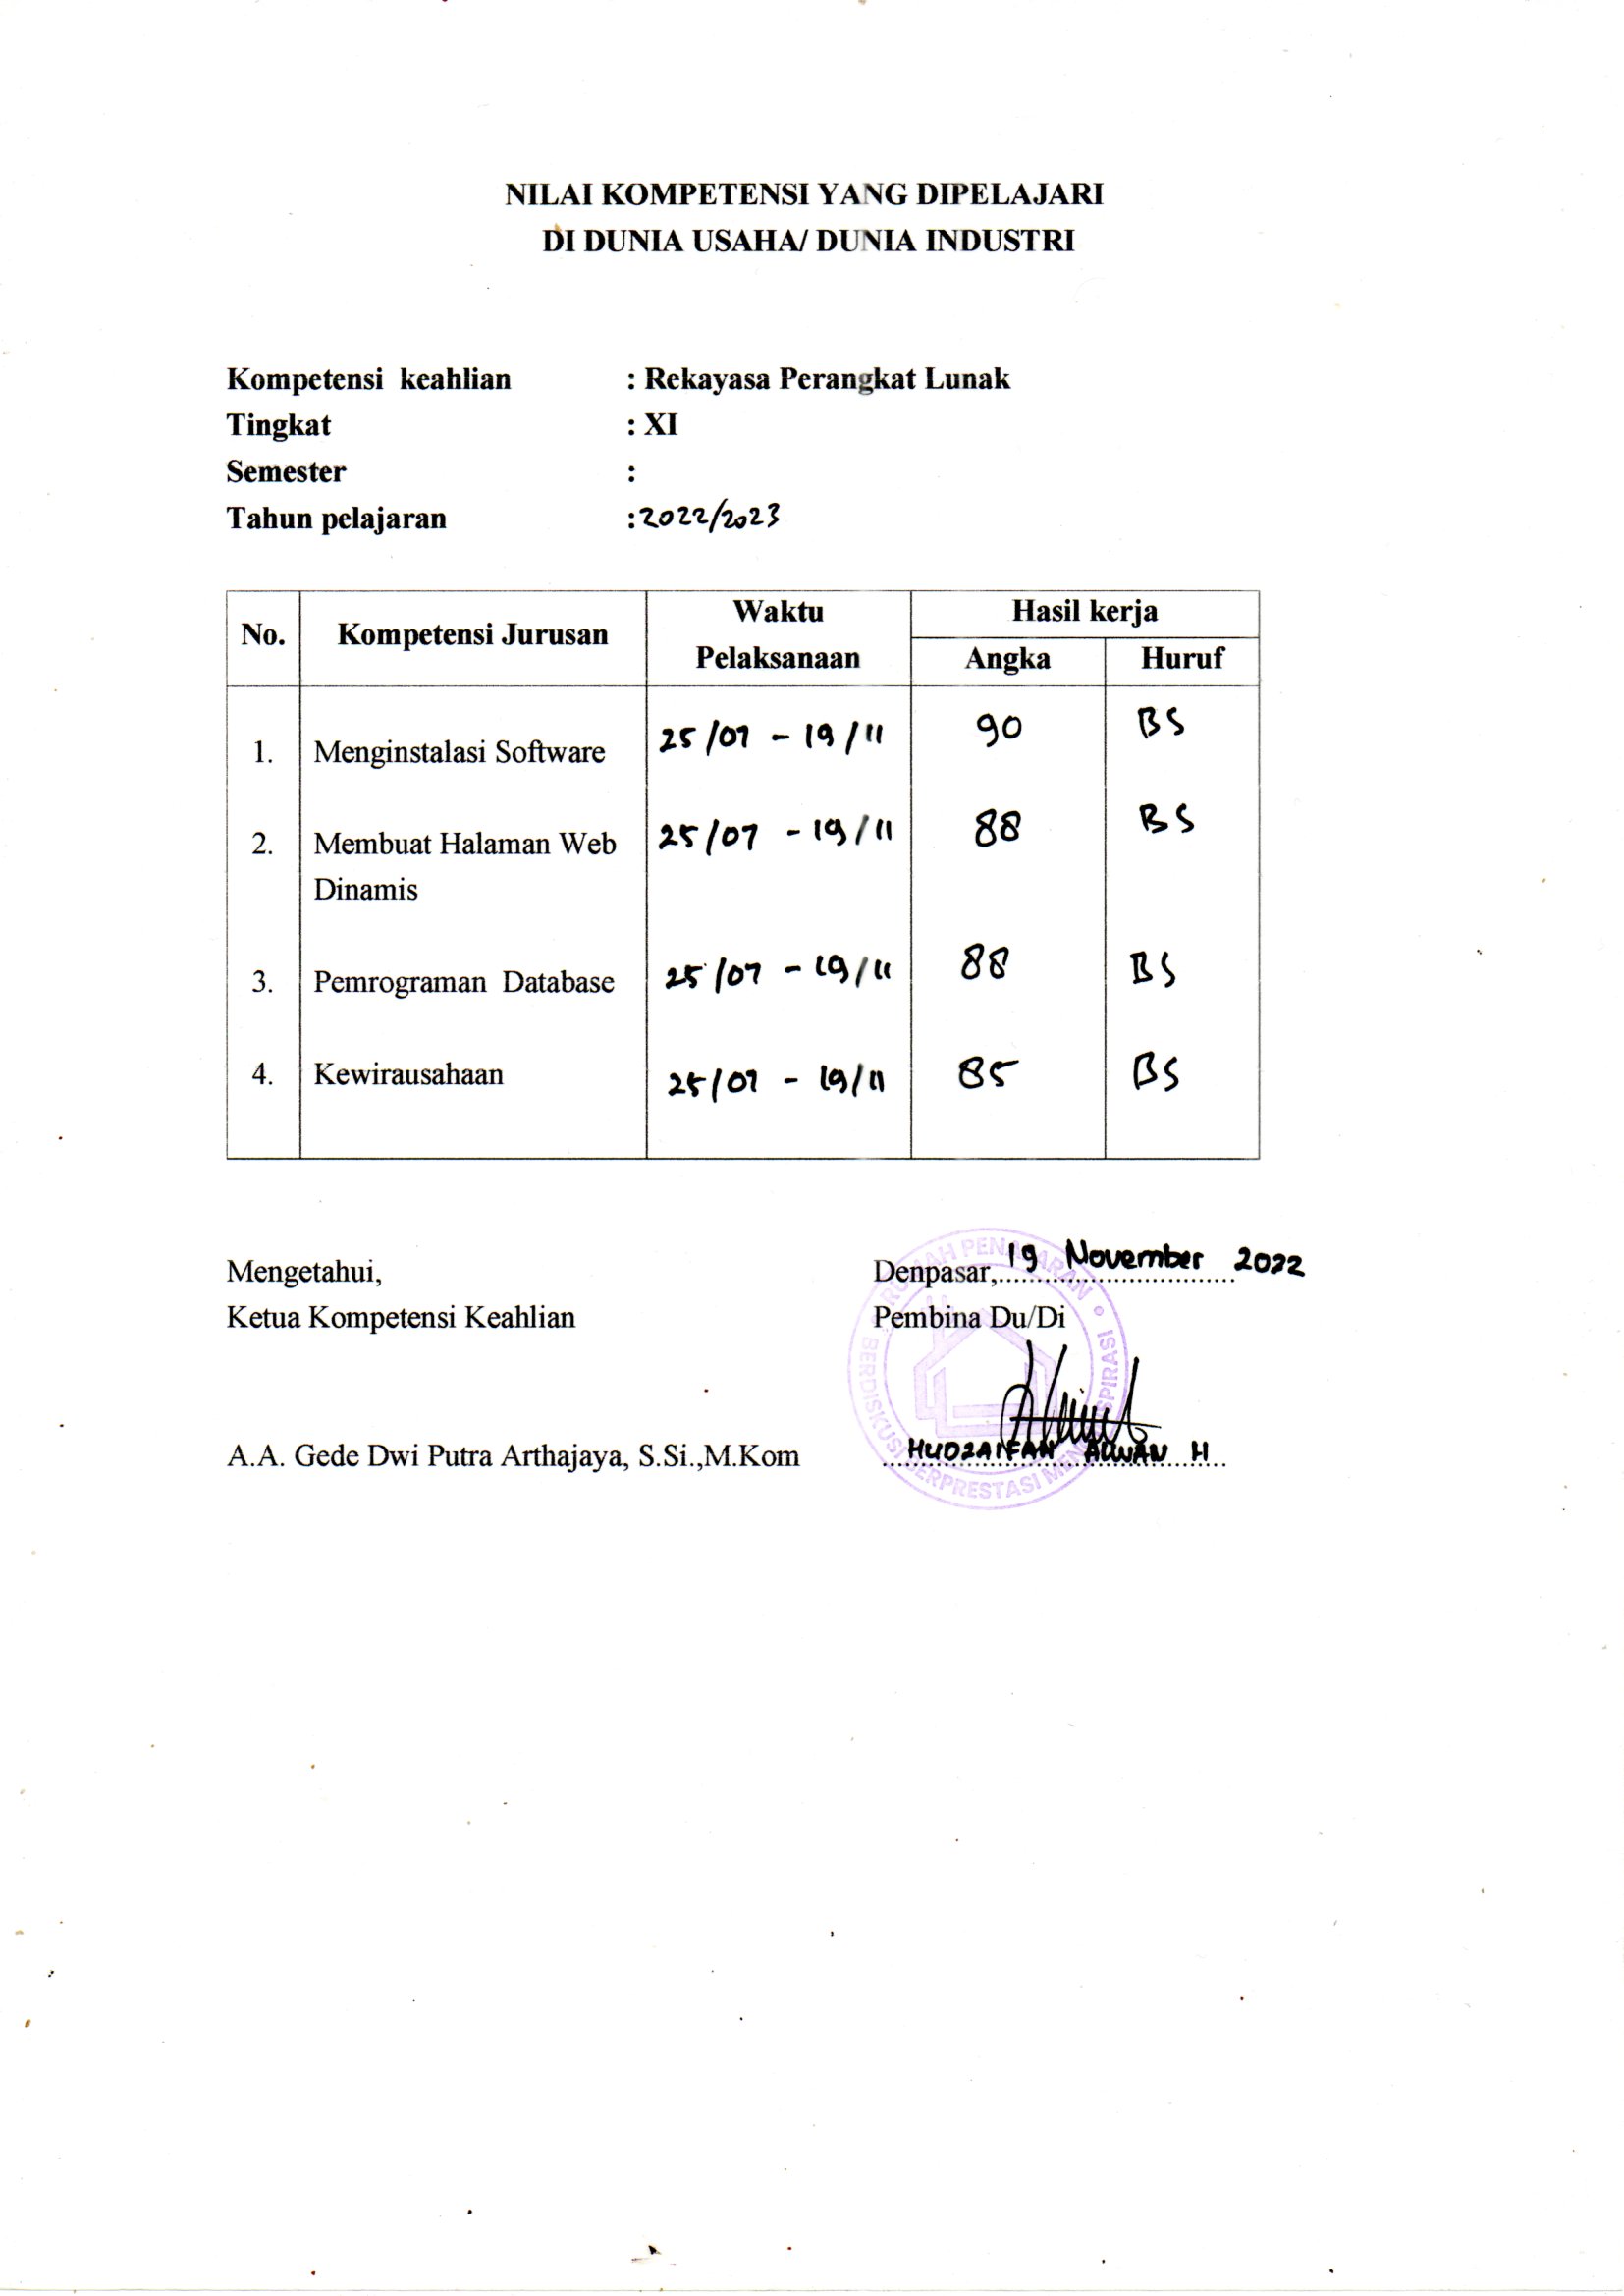 NILAI KOMPETENSI YANG DIPELAJARI
DI DUNIA USAHA/ DUNIA INDUSTRI
Kompetensi keahlian : Rekayasa Perangkat Lunak
Tingkat : XI
Semester :
Tahun pelajaran : 2022/2023
No. Kompetensi Jurusan Waktu Pelaksanaan Hasil kerja
Angka Huruf
1. Menginstalasi Software 25/07 - 19/11 90 BS
2. Membuat Halaman Web 25/07 - 19/11 88 BS
Dinamis
3. Pemrograman Database 25/07 - 19/11 88 BS
4. Kewirausahaan 25/07 - 19/11 85 BS
Mengetahui, Denpasar, 19 November 2022
Ketua Kompetensi Keahlian Pembina Du/Di
A.A. Gede Dwi Putra Arthajaya, S.Si.,M.Kom HUDZAIFAH ALWAN H
RUMAH PENALARAN
BERDISKUSI BERPRESTASI MENGINSPIRASI